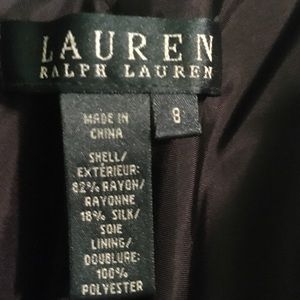 LAUREN
RALPH LAUREN
8
MADE IN
CHINA
SHELL/
EXTÉRIEUR:
82% RAYON/
RAYONNE
18% SILK/
SOIE
LINING/
DOUBLURE:
100%
POLYESTER